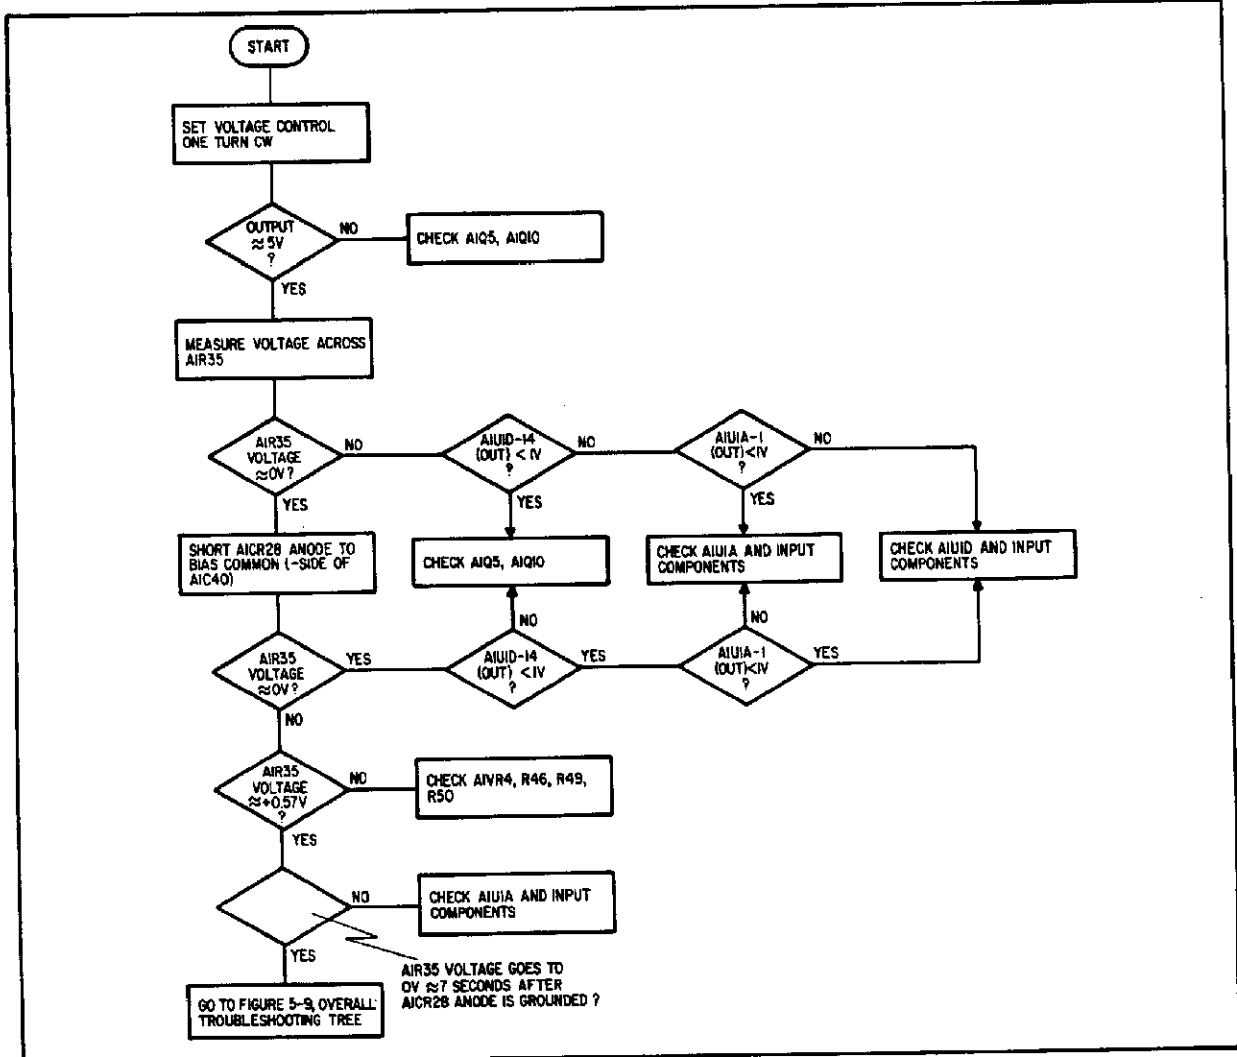 START
SET VOLTAGE CONTROL
ONE TURN CW
OUTPUT
≈5V
?
NO
CHECK A1Q5, A1Q10
YES
MEASURE VOLTAGE ACROSS
A1R35
A1R35
VOLTAGE
≈0V?
NO
A1U1D-14
(OUT) < 1V
?
NO
A1U1A-1
(OUT)<1V
?
NO
YES
YES
YES
SHORT A1CR28 ANODE TO
BIAS COMMON (-SIDE OF
A1C40)
CHECK A1Q5, A1Q10
CHECK A1U1A AND INPUT
COMPONENTS
CHECK A1U1D AND INPUT
COMPONENTS
NO
NO
A1R35
VOLTAGE
≈0V?
YES
A1U1D-14
(OUT) <1V
?
YES
A1U1A-1
(OUT)<1V
?
YES
NO
A1R35
VOLTAGE
≈+0.57V
?
NO
CHECK A1VR4, R46, R49,
R50
YES
NO
CHECK A1U1A AND INPUT
COMPONENTS
YES
A1R35 VOLTAGE GOES TO
0V ≈7 SECONDS AFTER
A1CR28 ANODE IS GROUNDED ?
GO TO FIGURE 5-9, OVERALL
TROUBLESHOOTING TREE